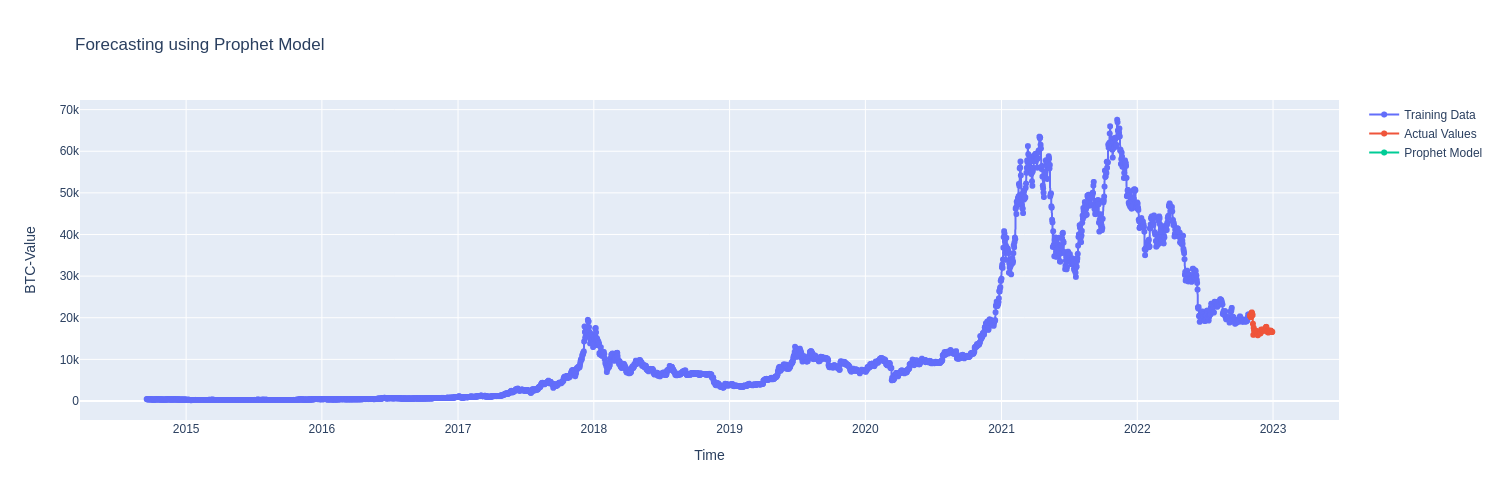 Forecasting using Prophet Model
70k
60k
50k
40k
30k
20k
10k
0
BTC-Value
2015 2016 2017 2018 2019 2020 2021 2022 2023
Time
Training Data
Actual Values
Prophet Model